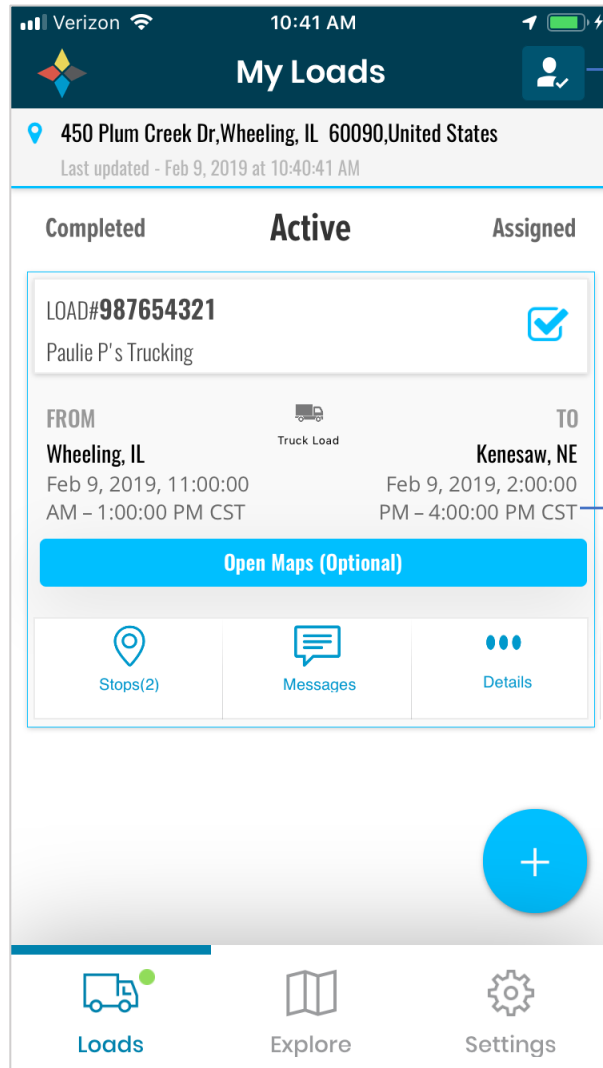 Verizon 10:41 AM
My Loads
450 Plum Creek Dr,Wheeling, IL 60090,United States
Last updated - Feb 9, 2019 at 10:40:41 AM
Completed Active Assigned
LOAD#987654321
Paulie P's Trucking
FROM TO
Truck Load
Wheeling, IL Kenesaw, NE
Feb 9, 2019, 11:00:00 Feb 9, 2019, 2:00:00
AM – 1:00:00 PM CST PM – 4:00:00 PM CST
Open Maps (Optional)
Stops(2) Messages Details
Loads Explore Settings